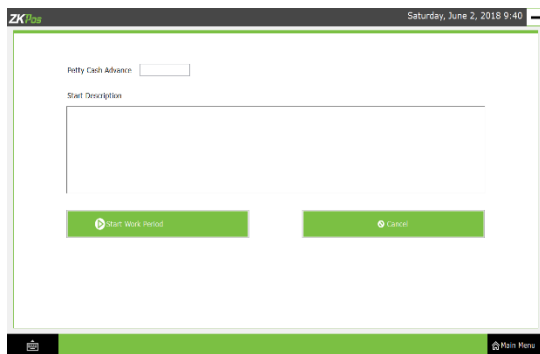 ZKPos
Saturday, June 2, 2018 9:40
Petty Cash Advance
Start Description
Start Work Period
Cancel
Main Menu